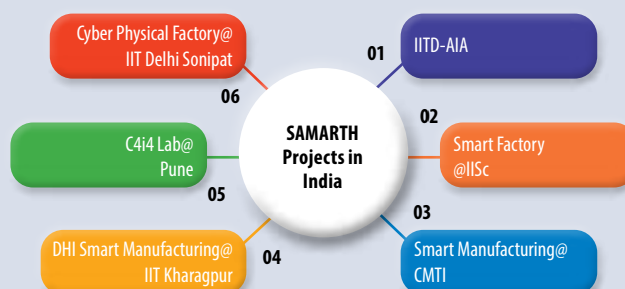 SAMARTH
Projects in
India
01
IITD-AIA
02
Smart Factory
@IISc
03
Smart Manufacturing@
CMTI
04
DHI Smart Manufacturing@
IIT Kharagpur
05
C4i4 Lab@
Pune
06
Cyber Physical Factory@
IIT Delhi Sonipat